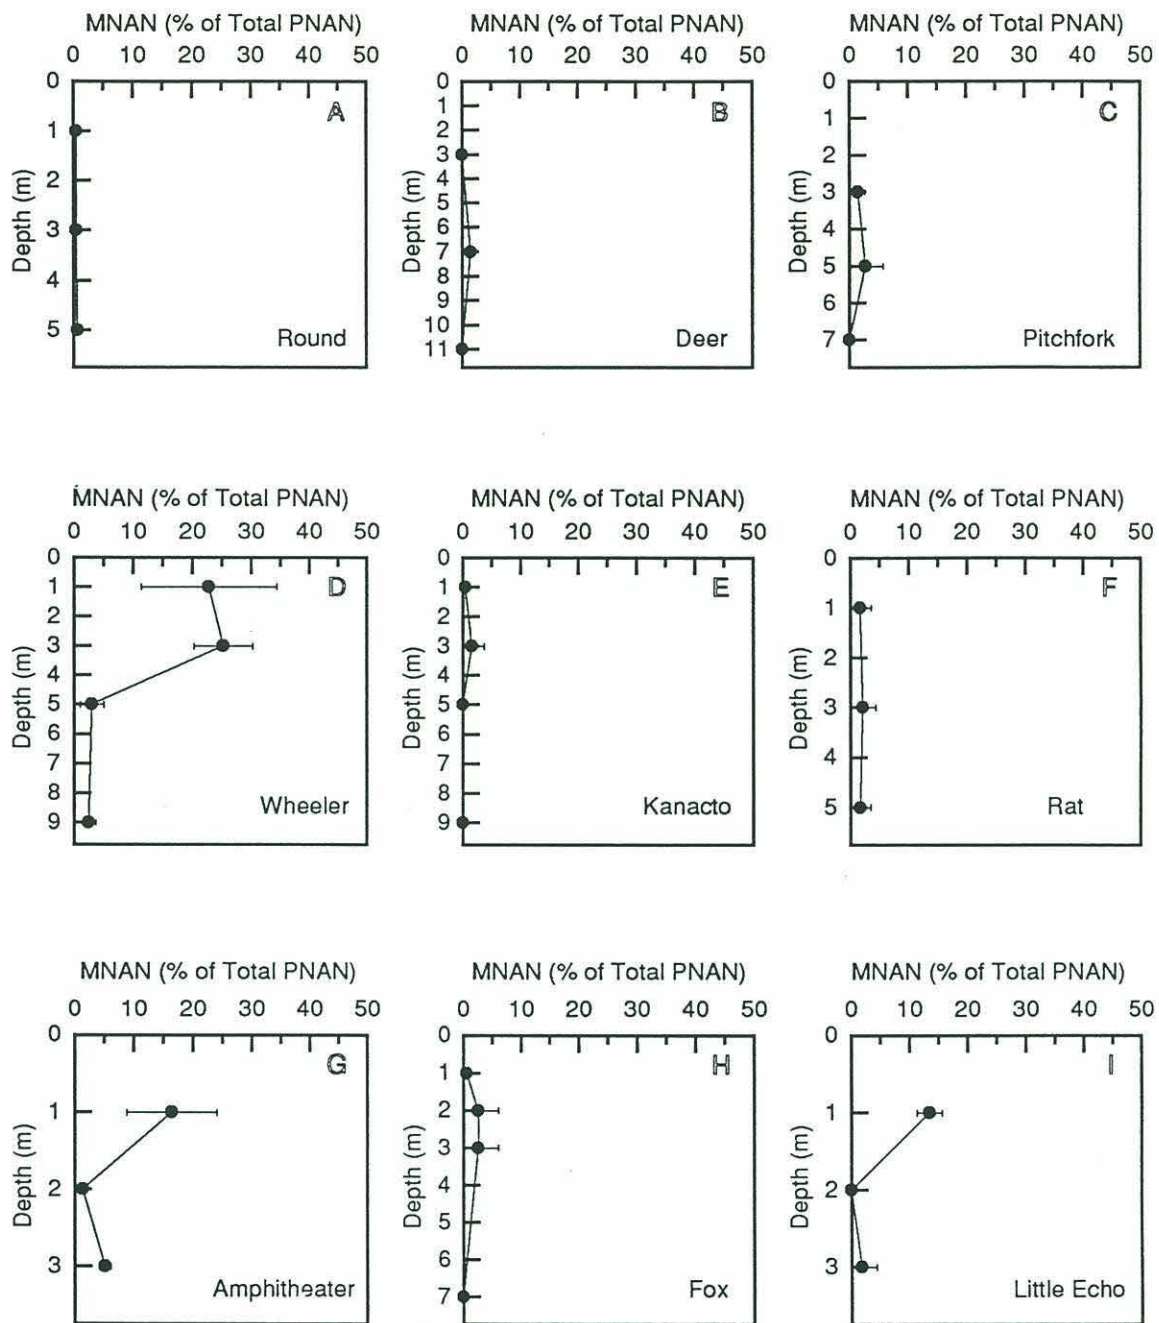 MNAN (% of Total PNAN)
0 10 20 30 40 50
0
1
2
3
4
5
Depth (m)
A
Round
MNAN (% of Total PNAN)
0 10 20 30 40 50
0
1
2
3
4
5
6
7
8
9
10
11
Depth (m)
B
Deer
MNAN (% of Total PNAN)
0 10 20 30 40 50
0
1
2
3
4
5
6
7
Depth (m)
C
Pitchfork
MNAN (% of Total PNAN)
0 10 20 30 40 50
0
1
2
3
4
5
6
7
8
9
Depth (m)
D
Wheeler
MNAN (% of Total PNAN)
0 10 20 30 40 50
0
1
2
3
4
5
6
7
8
9
Depth (m)
E
Kanacto
MNAN (% of Total PNAN)
0 10 20 30 40 50
0
1
2
3
4
5
Depth (m)
F
Rat
MNAN (% of Total PNAN)
0 10 20 30 40 50
0
1
2
3
Depth (m)
G
Amphitheater
MNAN (% of Total PNAN)
0 10 20 30 40 50
0
1
2
3
4
5
6
7
Depth (m)
H
Fox
MNAN (% of Total PNAN)
0 10 20 30 40 50
0
1
2
3
Depth (m)
I
Little Echo